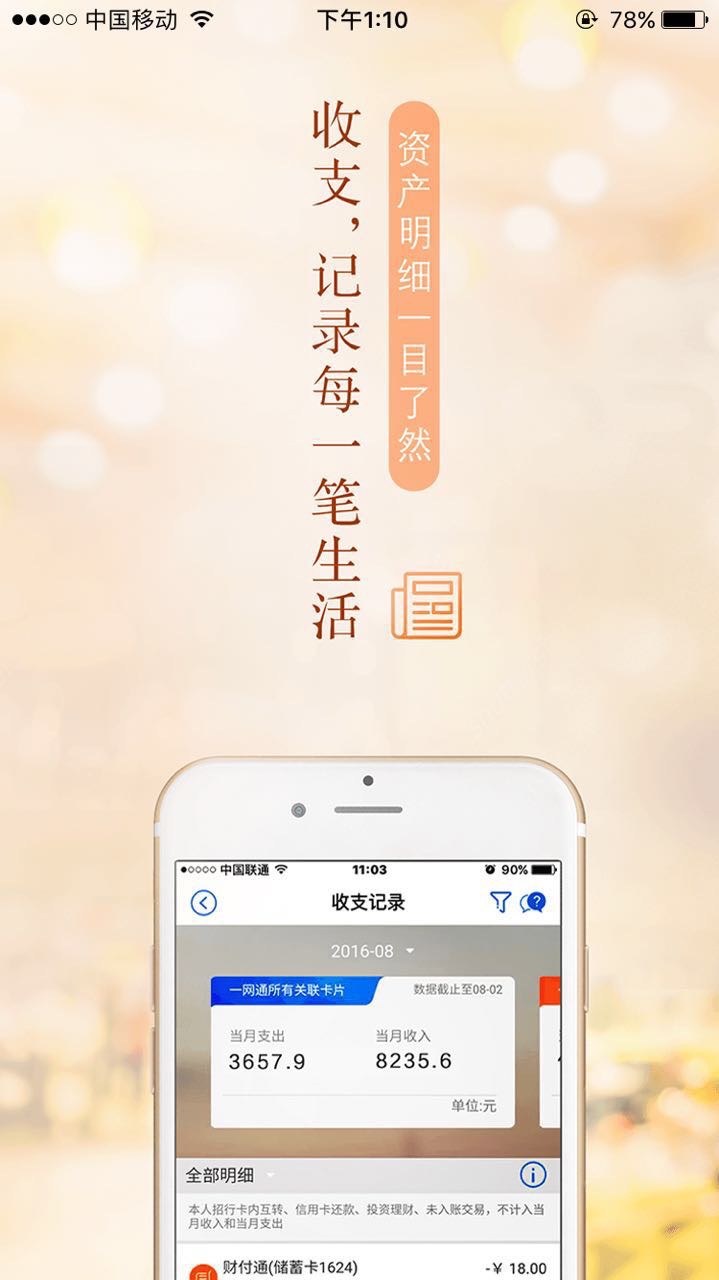 中国移动 下午1:10 78%
资产明细一目了然
收支，记录每一笔生活
中国联通 11:03 90%
收支记录
2016-08
一网通所有关联卡片 数据截止至08-02
当月支出 当月收入
3657.9 8235.6
单位:元
全部明细
本人招行卡内互转、信用卡还款、投资理财、未入账交易，不计入当
月收入和当月支出
财付通(储蓄卡1624) -¥ 18.00